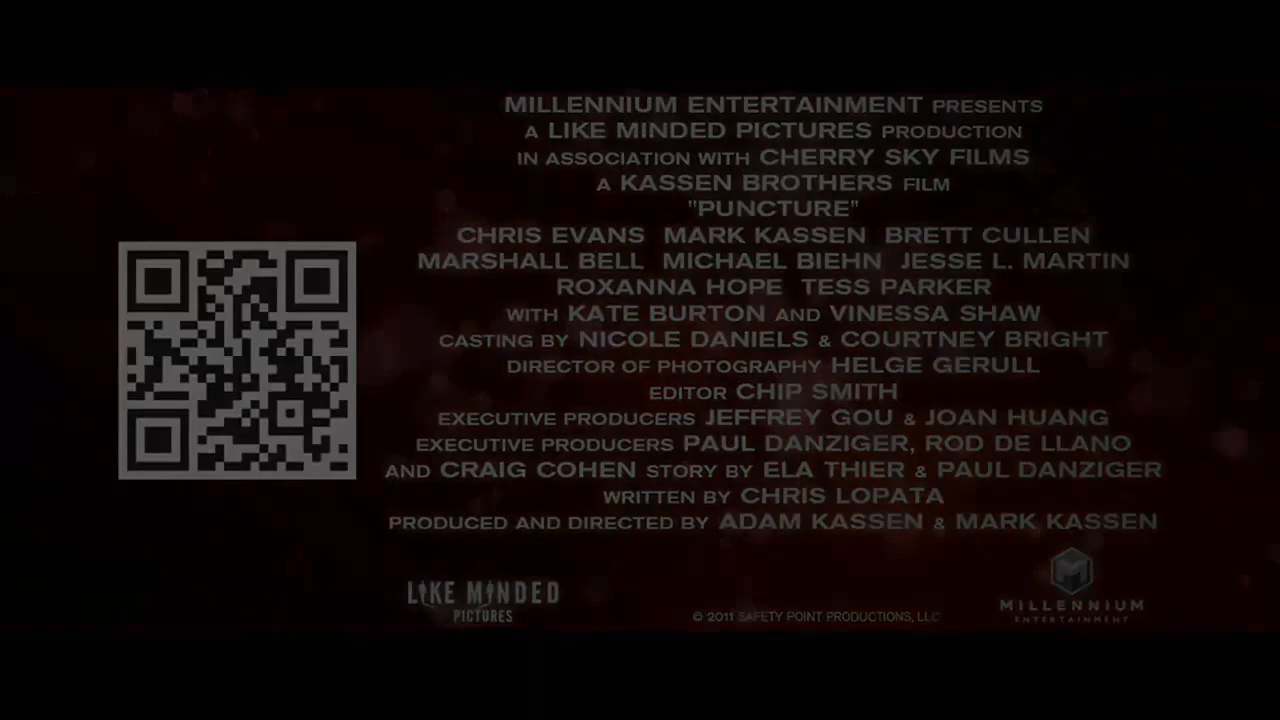 MILLENNIUM ENTERTAINMENT PRESENTS
A LIKE MINDED PICTURES PRODUCTION
IN ASSOCIATION WITH CHERRY SKY FILMS
A KASSEN BROTHERS FILM
"PUNCTURE"
CHRIS EVANS MARK KASSEN BRETT CULLEN
MARSHALL BELL MICHAEL BIEHN JESSE L. MARTIN
ROXANNA HOPE TESS PARKER
WITH KATE BURTON AND VINESSA SHAW
CASTING BY NICOLE DANIELS & COURTNEY BRIGHT
DIRECTOR OF PHOTOGRAPHY HELGE GERULL
EDITOR CHIP SMITH
EXECUTIVE PRODUCERS JEFFREY GOU & JOAN HUANG
EXECUTIVE PRODUCERS PAUL DANZIGER, ROD DE LLANO
AND CRAIG COHEN STORY BY ELA THIER & PAUL DANZIGER
WRITTEN BY CHRIS LOPATA
PRODUCED AND DIRECTED BY ADAM KASSEN & MARK KASSEN
LIKE MINDED
PICTURES
© 2011 SAFETY POINT PRODUCTIONS, LLC
MILLENNIUM
ENTERTAINMENT